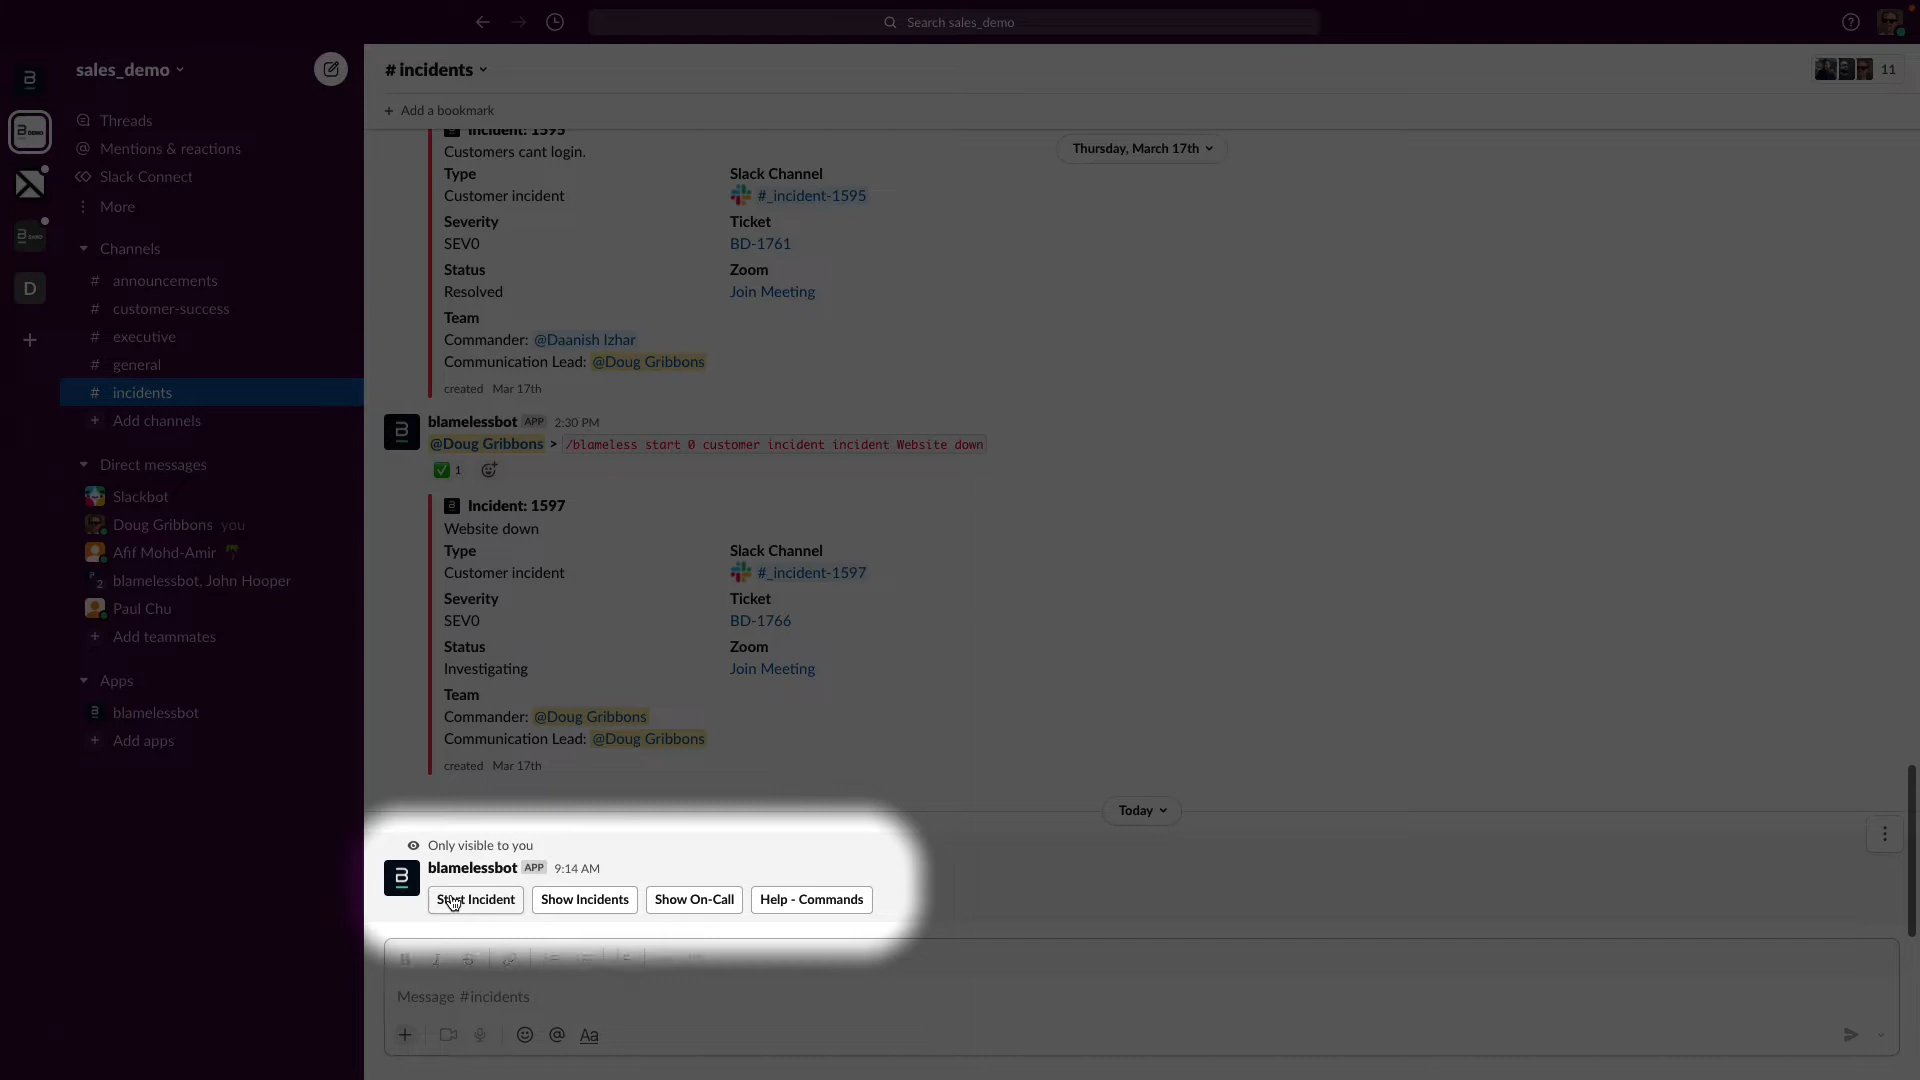 Search sales_demo
sales_demo
Threads
Mentions & reactions
Slack Connect
More
Channels
# announcements
# customer-success
# executive
# general
# incidents
+ Add channels
Direct messages
Slackbot
Doug Gribbons you
Afif Mohd-Amir
blamelessbot, John Hooper
2
Paul Chu
+ Add teammates
Apps
blamelessbot
+ Add apps
DEMO
D
# incidents
11
+ Add a bookmark
Thursday, March 17th
Incident: 1595
Customers cant login.
Type
Slack Channel
Customer incident
#_incident-1595
Severity
Ticket
SEV0
BD-1761
Status
Zoom
Resolved
Join Meeting
Team
Commander: @Daanish Izhar
Communication Lead: @Doug Gribbons
created Mar 17th
blamelessbot APP 2:30 PM
@Doug Gribbons > /blameless start 0 customer incident incident Website down
1
Incident: 1597
Website down
Type
Slack Channel
Customer incident
#_incident-1597
Severity
Ticket
SEV0
BD-1766
Status
Zoom
Investigating
Join Meeting
Team
Commander: @Doug Gribbons
Communication Lead: @Doug Gribbons
created Mar 17th
Today
Only visible to you
blamelessbot APP 9:14 AM
Start Incident
Show Incidents
Show On-Call
Help - Commands
Message #incidents
Aa